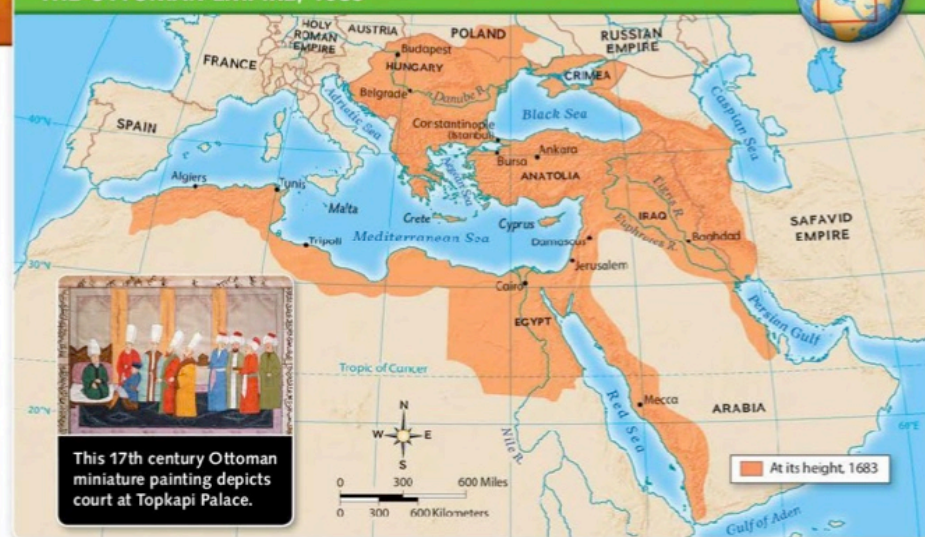 THE OTTOMAN EMPIRE, 1683
HOLY
ROMAN
EMPIRE
AUSTRIA
POLAND
RUSSIAN
EMPIRE
FRANCE
Budapest
HUNGARY
CRIMEA
Belgrade
Danube R.
Adriatic Sea
Caspian Sea
40°N
SPAIN
Black Sea
Constantinople
(Istanbul)
Bursa
Ankara
ANATOLIA
Aegean Sea
Algiers
Tunis
Malta
Crete
Cyprus
Tigris R.
IRAQ
Euphrates R.
Baghdad
SAFAVID
EMPIRE
Tripoli
Mediterranean Sea
Damascus
Jerusalem
30°N
Cairo
EGYPT
Persian Gulf
Tropic of Cancer
Mecca
ARABIA
Red Sea
Nile R.
20°N
60°E
N
W
E
S
0 300 600 Miles
0 300 600 Kilometers
At its height, 1683
Gulf of Aden
This 17th century Ottoman
miniature painting depicts
court at Topkapi Palace.